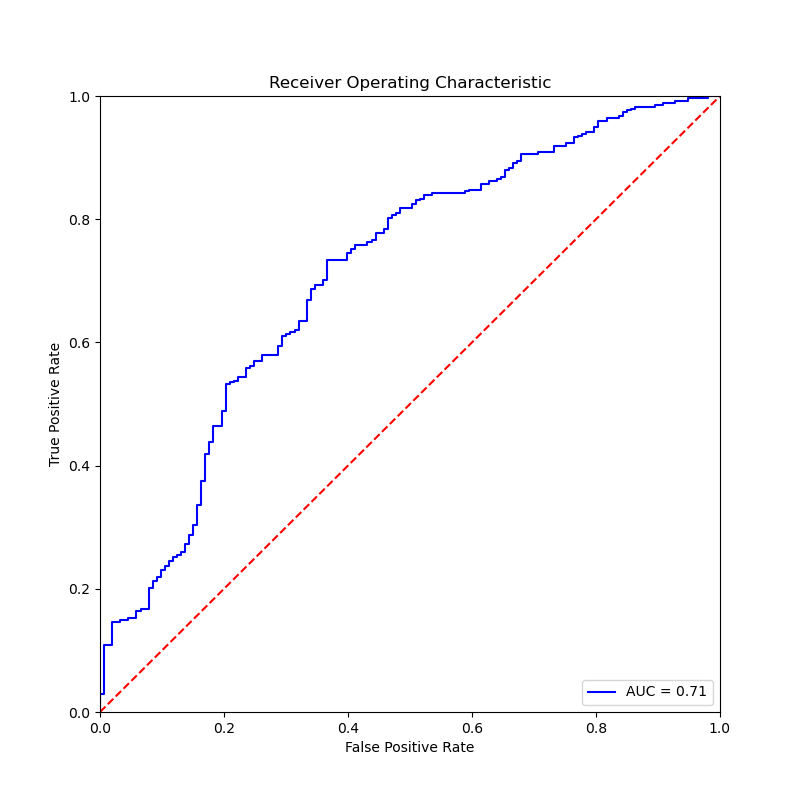 Receiver Operating Characteristic
1.0
0.8
0.6
0.4
0.2
0.0
True Positive Rate
AUC = 0.71
0.0 0.2 0.4 0.6 0.8 1.0
False Positive Rate